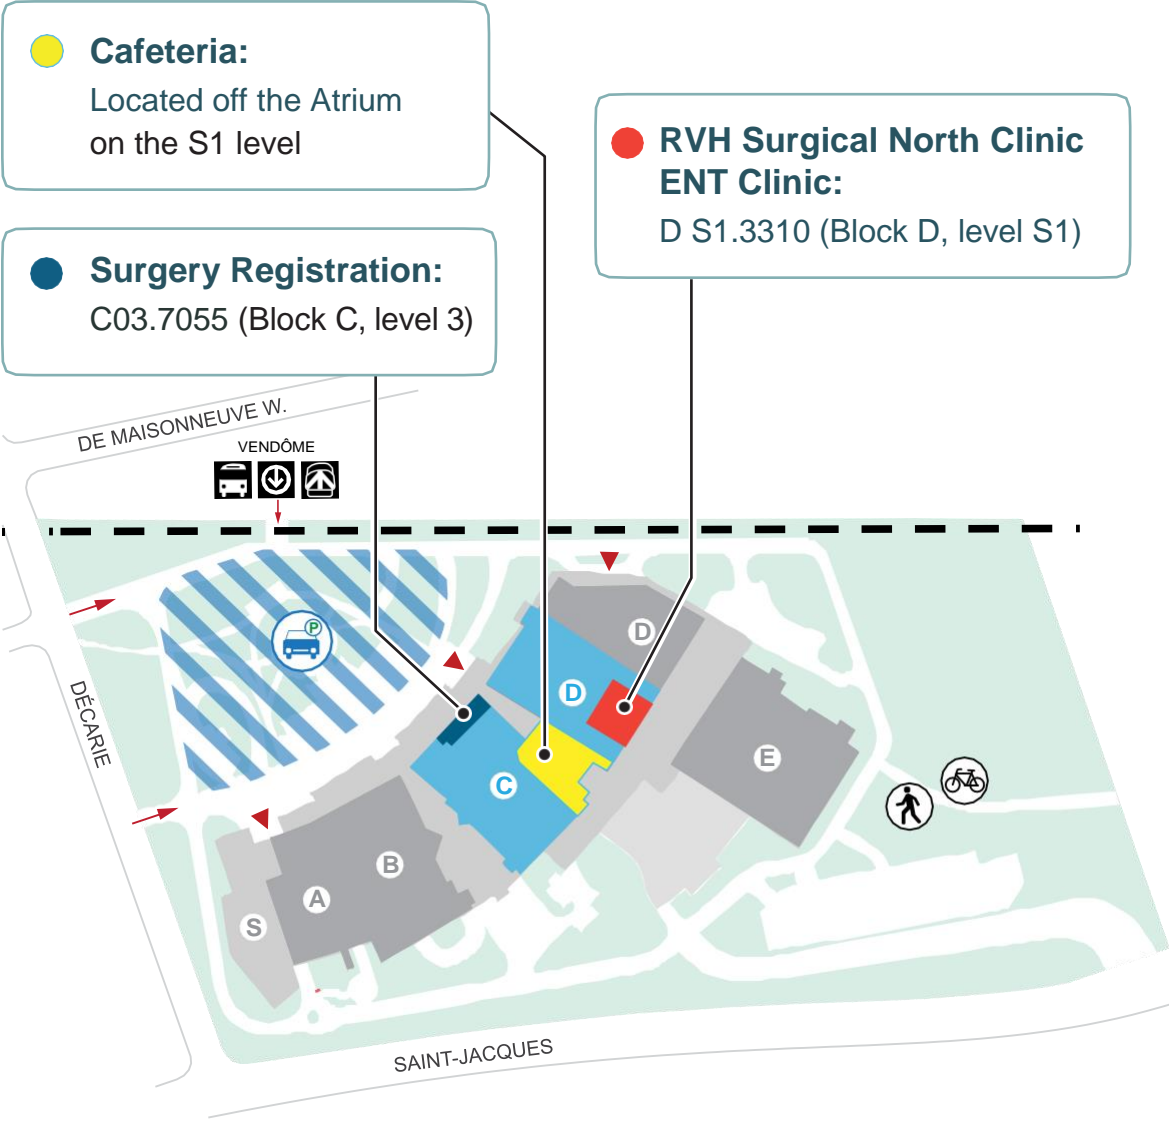 Cafeteria:
Located off the Atrium
on the S1 level
RVH Surgical North Clinic
ENT Clinic:
D S1.3310 (Block D, level S1)
Surgery Registration:
C03.7055 (Block C, level 3)
DE MAISONNEUVE W.
VENDÔME
P
D
D
E
C
B
A
S
DÉCARIE
SAINT-JACQUES